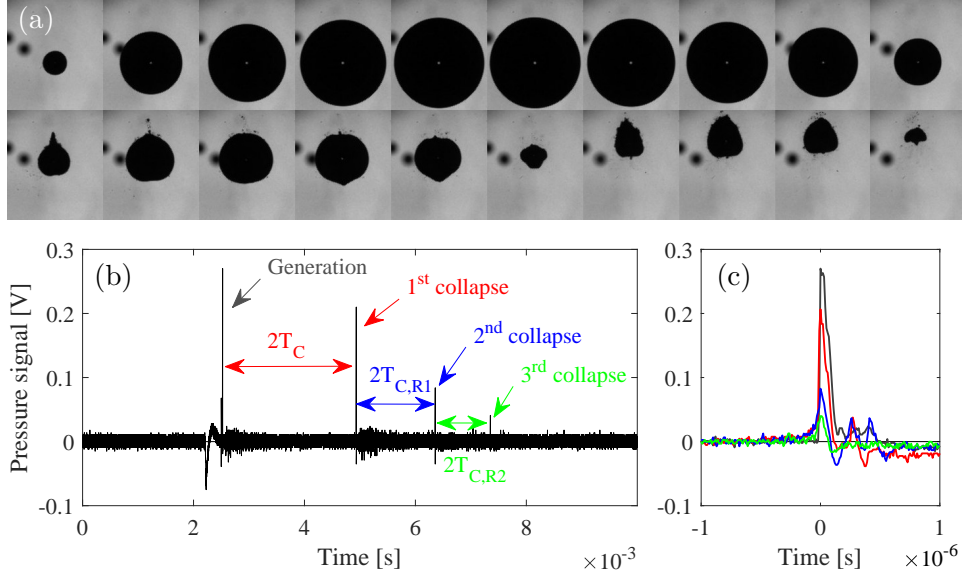 (a)
(b)
(c)
0.3
0.2
0.1
0
-0.1
Pressure signal [V]
Generation
1st collapse
2TC
2nd collapse
2TC,R1
3rd collapse
2TC,R2
0
2
4
6
8
Time [s]
×10-3
0.3
0.2
0.1
0
-0.1
-1
0
1
Time [s]
×10-6